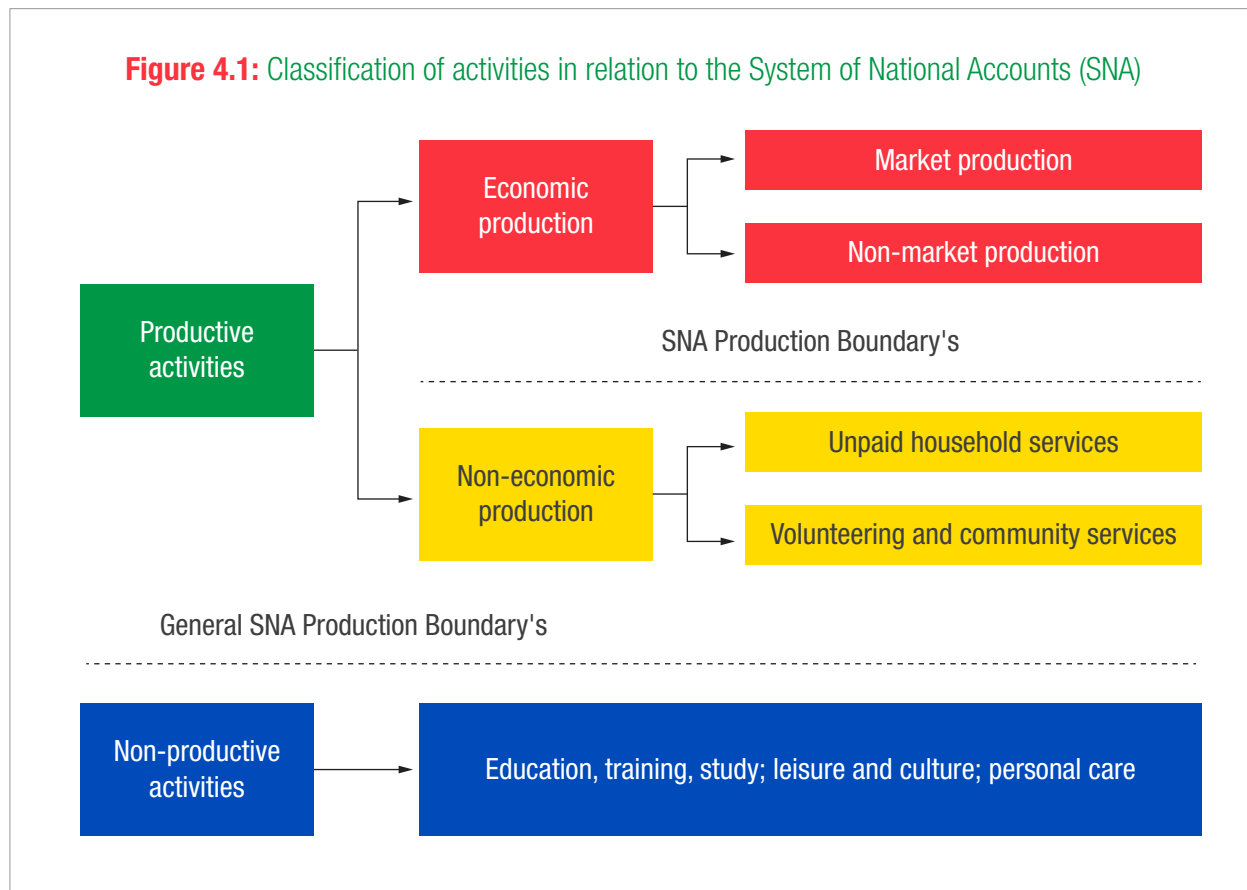 Figure 4.1: Classification of activities in relation to the System of National Accounts (SNA)
Economic
production
Market production
Non-market production
Productive
activities
SNA Production Boundary's
Non-economic
production
Unpaid household services
Volunteering and community services
General SNA Production Boundary's
Non-productive
activities
Education, training, study; leisure and culture; personal care